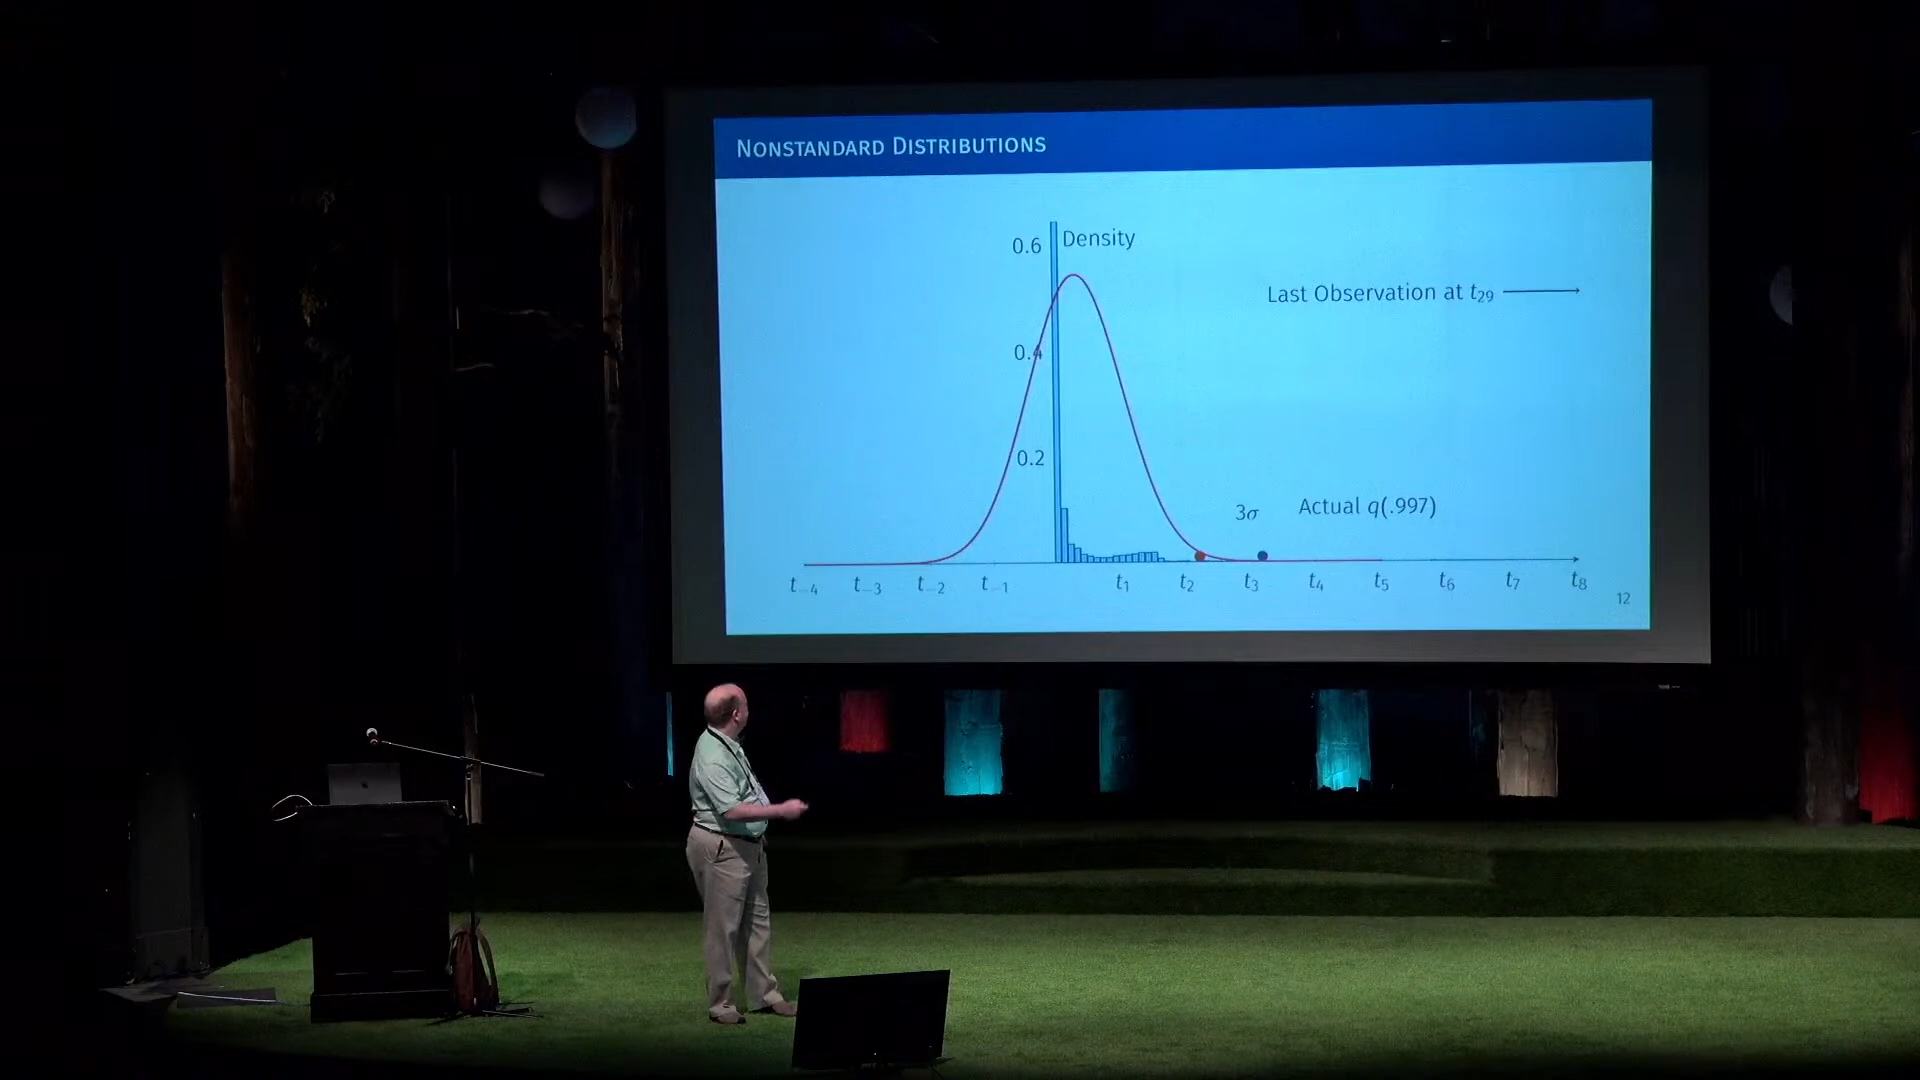 NONSTANDARD DISTRIBUTIONS
0.6
Density
Last Observation at t₂₉
0.4
0.2
3σ
Actual q(.997)
t₋₄ t₋₃ t₋₂ t₋₁ t₁ t₂ t₃ t₄ t₅ t₆ t₇ t₈
12